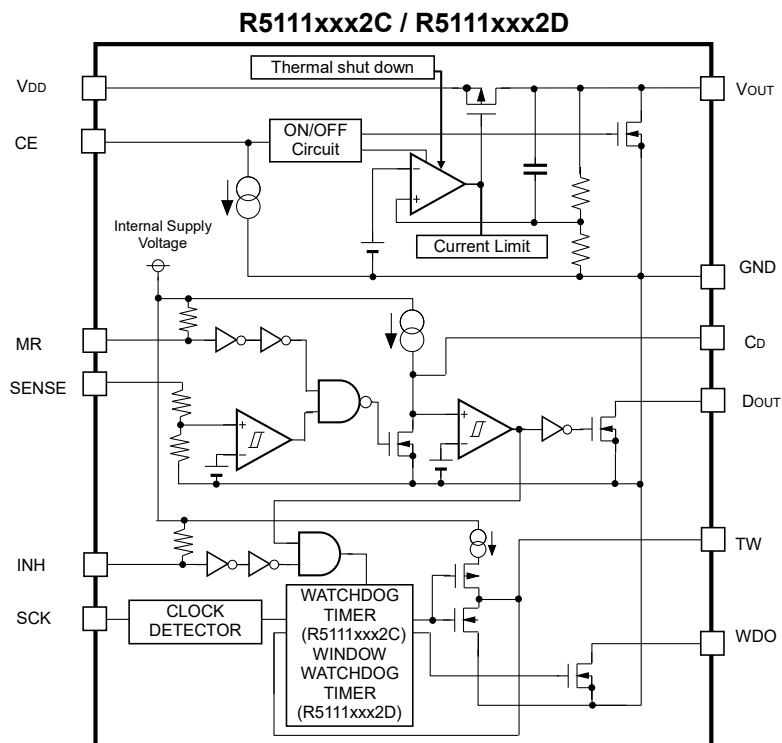 R5111xxx2C / R5111xxx2D
Thermal shut down
VDD
VOUT
CE
ON/OFF
Circuit
-
+
Internal Supply
Voltage
Current Limit
GND
MR
CD
SENSE
DOUT
+
-
+
-
INH
TW
SCK
CLOCK
DETECTOR
WATCHDOG
TIMER
(R5111xxx2C)
WINDOW
WATCHDOG
TIMER
(R5111xxx2D)
WDO